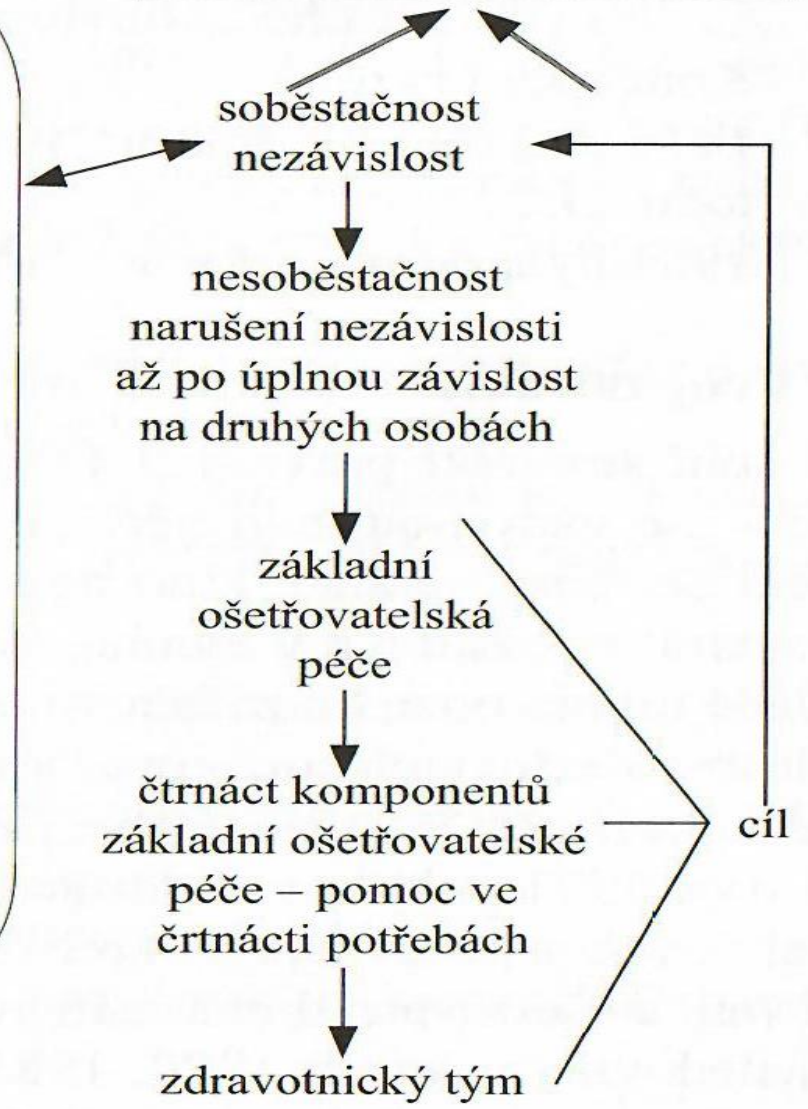 soběstačnost
nezávislost
nesoběstačnost
narušení nezávislosti
až po úplnou závislost
na druhých osobách
základní
ošetřovatelská
péče
čtrnáct komponentů
základní ošetřovatelské
péče – pomoc ve
črtnácti potřebách
cíl
zdravotnický tým